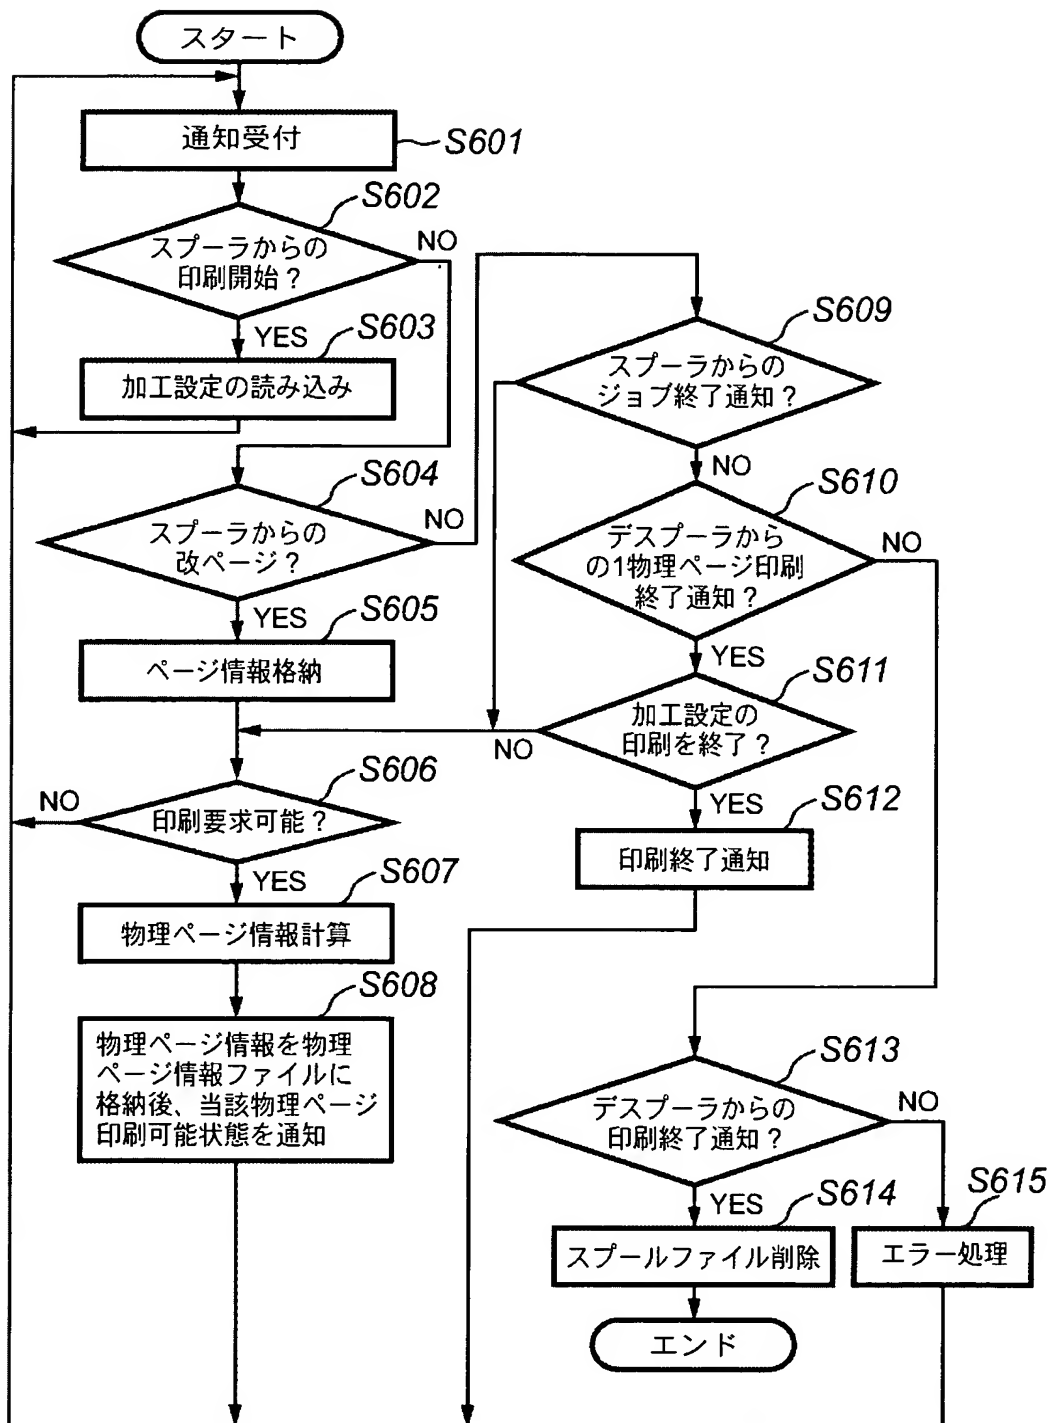 スタート
通知受付
S601
S602
スプーラからの
印刷開始？
NO
YES
S603
加工設定の読み込み
S604
スプーラからの
改ページ？
NO
YES
S605
ページ情報格納
S606
NO
印刷要求可能？
YES
S607
物理ページ情報計算
S608
物理ページ情報を物理
ページ情報ファイルに
格納後、当該物理ページ
印刷可能状態を通知
S609
スプーラからの
ジョブ終了通知？
NO
S610
デスプーラから
の1物理ページ印刷
終了通知？
NO
YES
S611
加工設定の
印刷を終了？
NO
YES
S612
印刷終了通知
S613
デスプーラからの
印刷終了通知？
NO
YES
S614
スプールファイル削除
S615
エラー処理
エンド